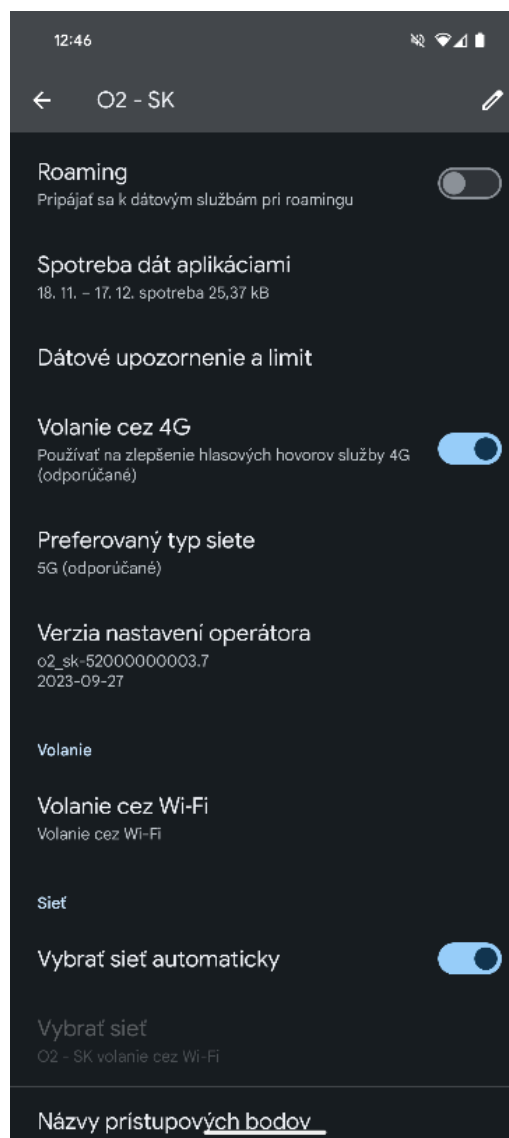 12:46
O2 - SK
Roaming
Pripájať sa k dátovým službám pri roamingu
Spotreba dát aplikáciami
18. 11. – 17. 12. spotreba 25,37 kB
Dátové upozornenie a limit
Volanie cez 4G
Používať na zlepšenie hlasových hovorov služby 4G
(odporúčané)
Preferovaný typ siete
5G (odporúčané)
Verzia nastavení operátora
o2_sk-52000000003.7
2023-09-27
Volanie
Volanie cez Wi-Fi
Volanie cez Wi-Fi
Sieť
Vybrať sieť automaticky
Vybrať sieť
O2 - SK volanie cez Wi-Fi
Názvy prístupových bodov